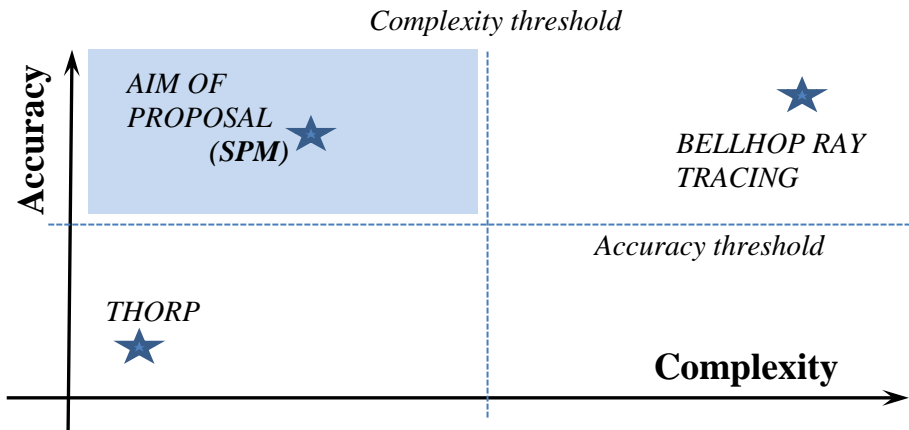 Complexity threshold
Accuracy
AIM OF
PROPOSAL
(SPM)
BELLHOP RAY
TRACING
Accuracy threshold
THORP
Complexity